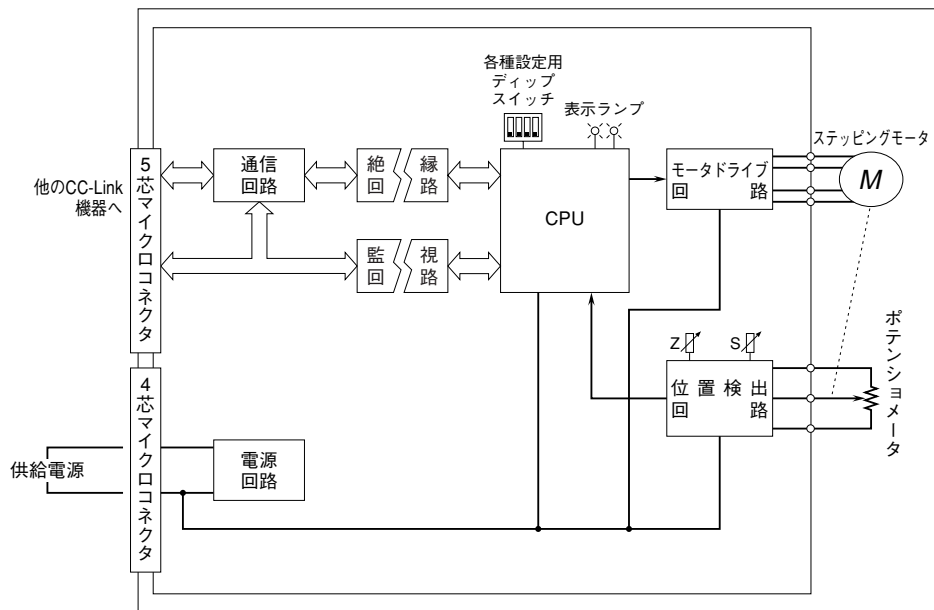 各種設定用
ディップ
スイッチ
表示ランプ
ステッピングモータ
他のCC-Link
機器へ
5芯マイクロコネクタ
通信
回路
絶縁
回路
CPU
モータドライブ
回路
M
監視
回路
Z
S
位置検出
回路
ポテンショメータ
4芯マイクロコネクタ
供給電源
電源
回路